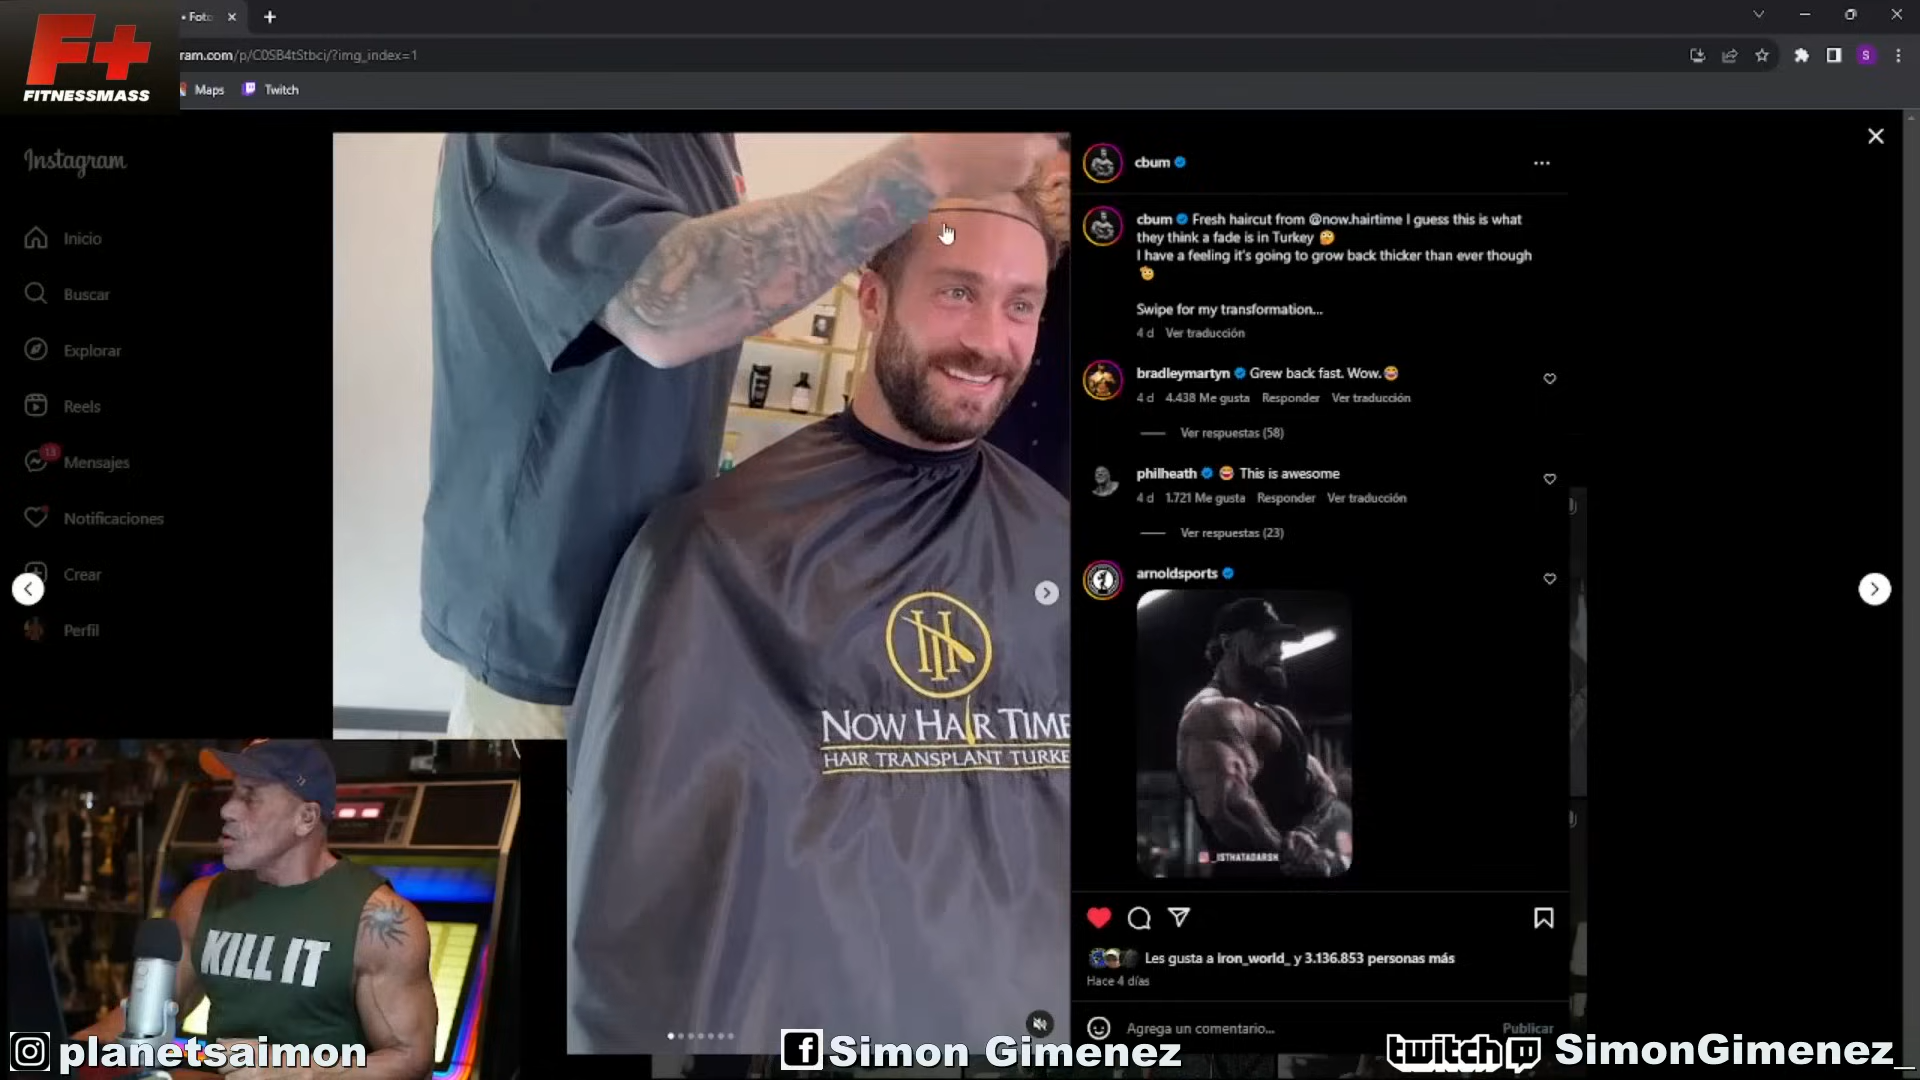 F+
FITNESSMASS
• Foto
ram.com/p/C0SB4tStbci/?img_index=1
S
Maps
Twitch
Instagram
Inicio
Buscar
Explorar
Reels
13
Mensajes
Notificaciones
Crear
Perfil
NOW HAIR TIME
HAIR TRANSPLANT TURKE
cbum
cbum Fresh haircut from @now.hairtime I guess this is what
they think a fade is in Turkey
I have a feeling it's going to grow back thicker than ever though
Swipe for my transformation...
4 d Ver traducción
bradleymartyn Grew back fast. Wow.
4 d 4.438 Me gusta Responder Ver traducción
Ver respuestas (58)
philheath This is awesome
4 d 1.721 Me gusta Responder Ver traducción
Ver respuestas (23)
arnoldsports
_ISTHATADARSH
Les gusta a iron_world_ y 3.136.853 personas más
Hace 4 días
Agrega un comentario...
Publicar
KILL IT
planetsaimon
Simon Gimenez
twitch SimonGimenez_